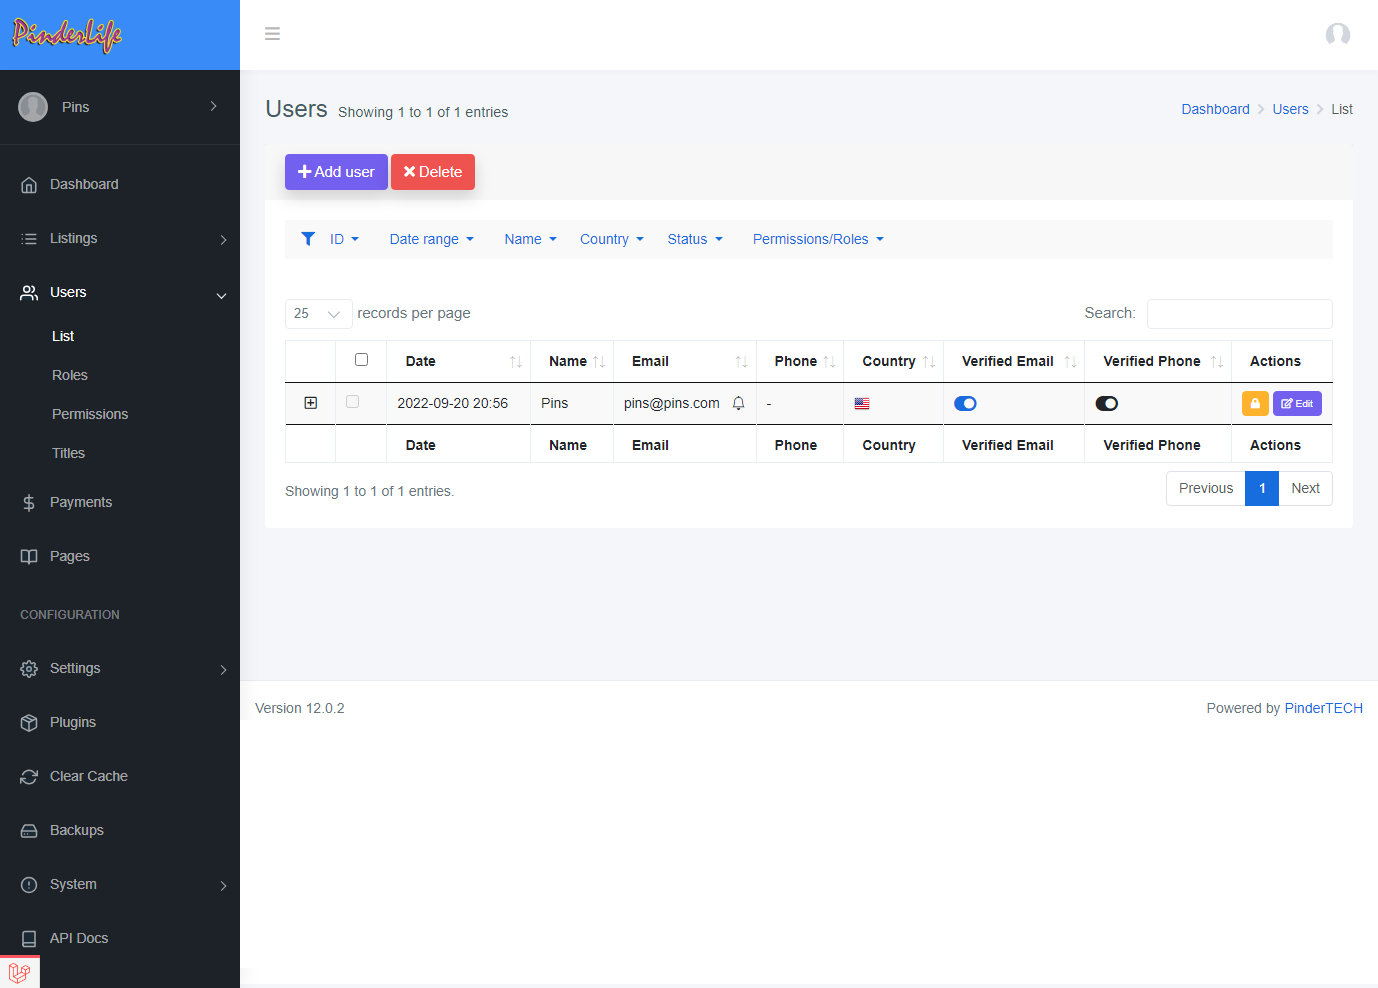 PinderLife
Pins
Dashboard
Listings
Users
List
Roles
Permissions
Titles
Payments
Pages
CONFIGURATION
Settings
Plugins
Clear Cache
Backups
System
API Docs
Users Showing 1 to 1 of 1 entries
Dashboard > Users > List
Add user Delete
ID Date range Name Country Status Permissions/Roles
25 records per page
Search:
Date Name Email Phone Country Verified Email Verified Phone Actions
2022-09-20 20:56 Pins pins@pins.com - Edit
Date Name Email Phone Country Verified Email Verified Phone Actions
Showing 1 to 1 of 1 entries.
Previous 1 Next
Version 12.0.2
Powered by PinderTECH